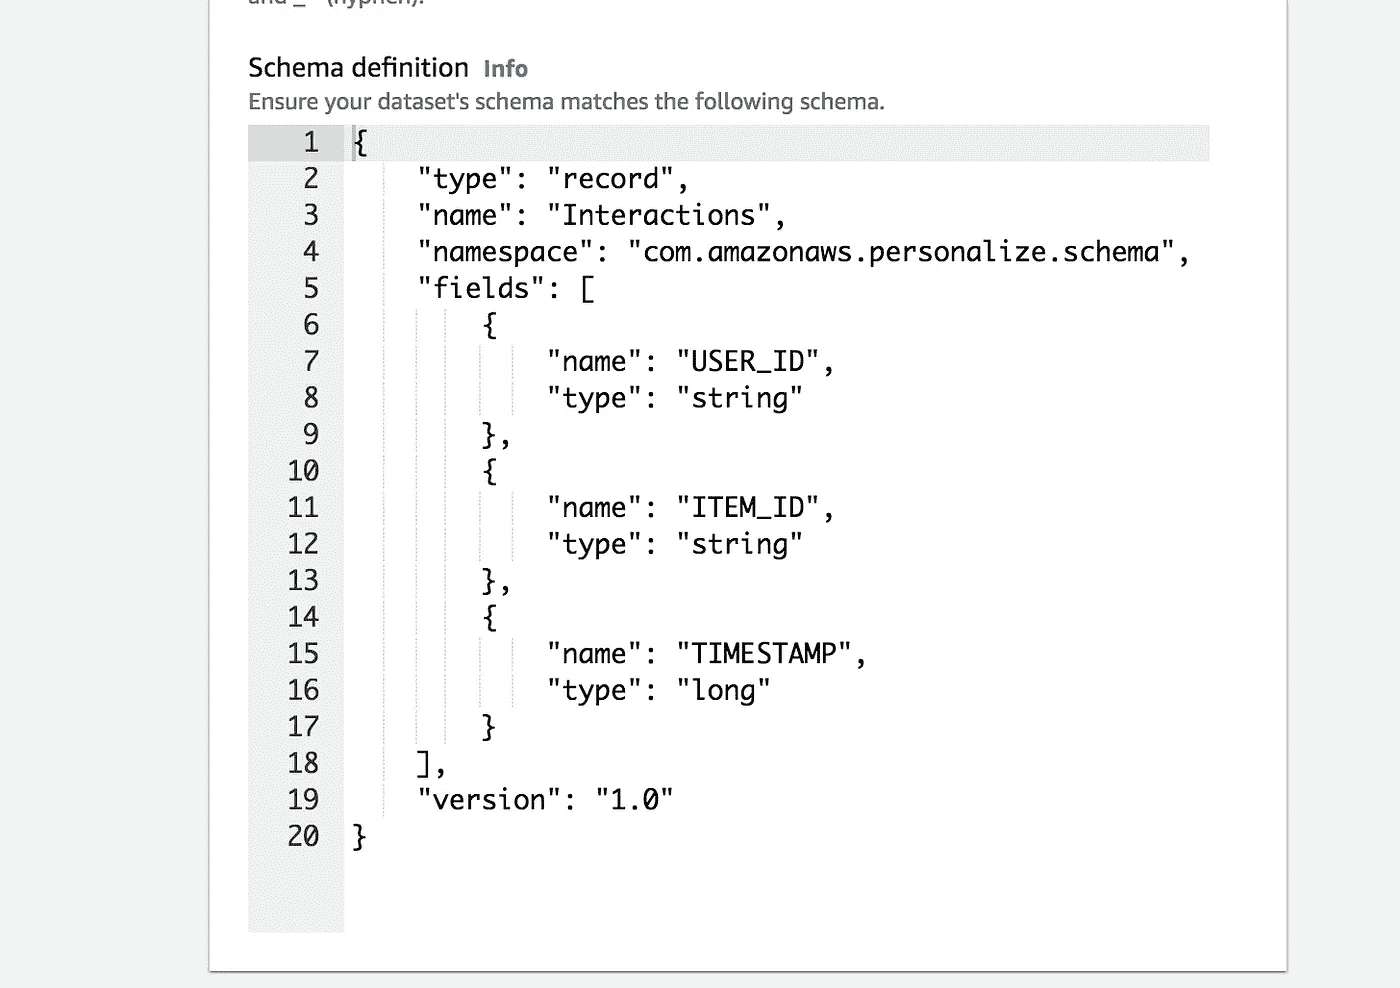 Schema definition Info
Ensure your dataset's schema matches the following schema.
1 {
2 "type": "record",
3 "name": "Interactions",
4 "namespace": "com.amazonaws.personalize.schema",
5 "fields": [
6 {
7 "name": "USER_ID",
8 "type": "string"
9 },
10 {
11 "name": "ITEM_ID",
12 "type": "string"
13 },
14 {
15 "name": "TIMESTAMP",
16 "type": "long"
17 }
18 ],
19 "version": "1.0"
20 }